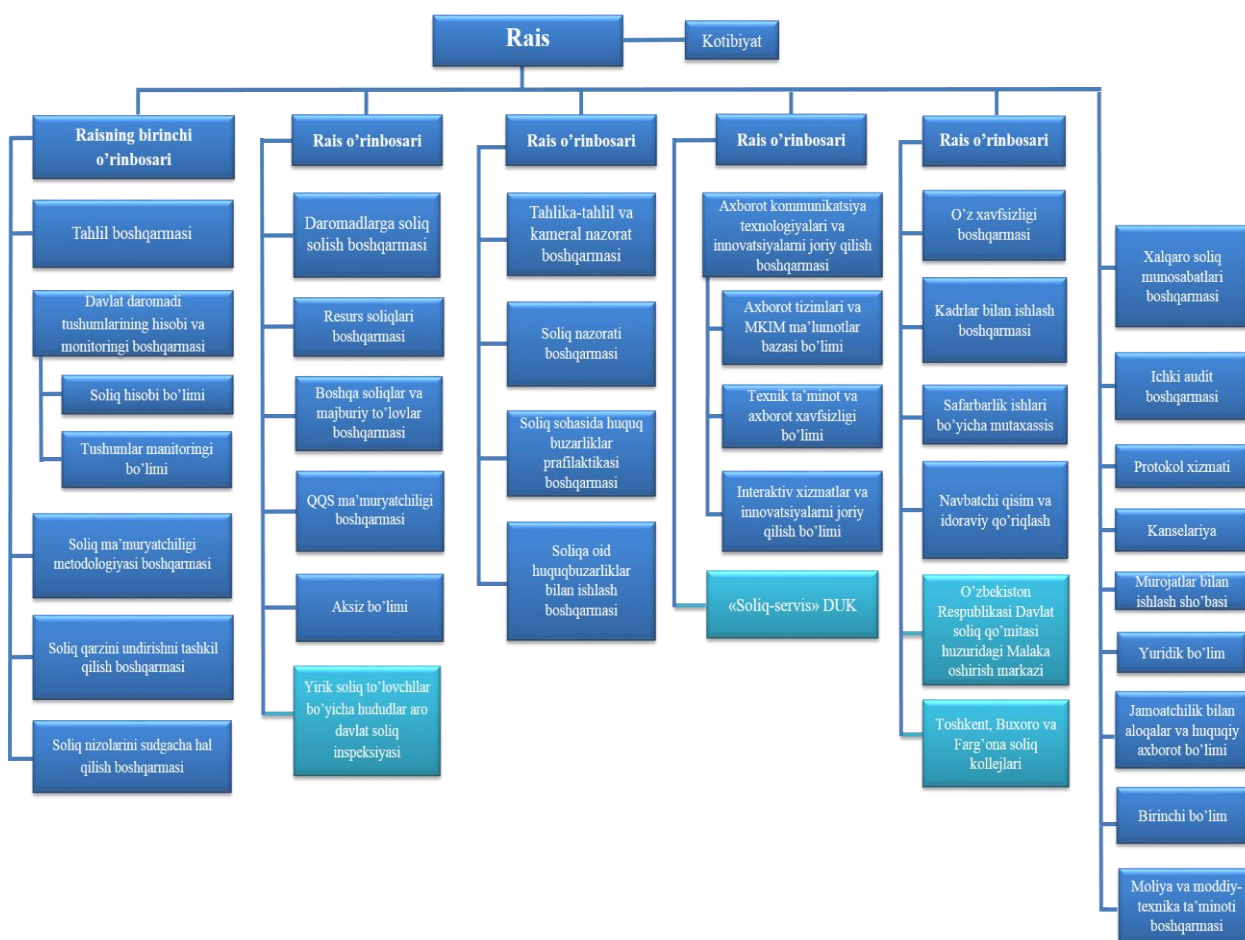 Rais
Kotibiyat
Raisning birinchi
o’rinbosari
Tahlil boshqarmasi
Davlat daromadi
tushumlarining hisobi va
monitoringi boshqarmasi
Soliq hisobi bo’limi
Tushumlar manitoringi
bo’limi
Soliq ma’muryatchiligi
metodologiyasi boshqarmasi
Soliq qarzini undirishni tashkil
qilish boshqarmasi
Soliq nizolarini sudgacha hal
qilish boshqarmasi
Rais o’rinbosari
Daromadlarga soliq
solish boshqarmasi
Resurs soliqlari
boshqarmasi
Boshqa soliqlar va
majburiy to’lovlar
boshqarmasi
QQS ma’muryatchiligi
boshqarmasi
Aksiz bo’limi
Yirik soliq to’lovchllar
bo’yicha hududlar aro
davlat soliq
inspeksiyasi
Rais o’rinbosari
Tahlika-tahlil va
kameral nazorat
boshqarmasi
Soliq nazorati
boshqarmasi
Soliq sohasida huquq
buzarliklar
prafilaktikasi
boshqarmasi
Soliqa oid
huquqbuzarliklar
bilan ishlash
boshqarmasi
Rais o’rinbosari
Axborot kommunikatsiya
texnologiyalari va
innovatsiyalarni joriy qilish
boshqarmasi
Axborot tizimlari va
MKIM ma’lumotlar
bazasi bo’limi
Texnik ta’minot va
axborot xavfsizligi
bo’limi
Interaktiv xizmatlar va
innovatsiyalarni joriy
qilish bo’limi
«Soliq-servis» DUK
Rais o’rinbosari
O’z xavfsizligi
boshqarmasi
Kadrlar bilan ishlash
boshqarmasi
Safarbarlik ishlari
bo’yicha mutaxassis
Navbatchi qisim va
idoraviy qo’riqlash
O’zbekiston
Respublikasi Davlat
soliq qo’mitasi
huzuridagi Malaka
oshirish markazi
Toshkent, Buxoro va
Farg’ona soliq
kollejlari
Xalqaro soliq
munosabatlari
boshqarmasi
Ichki audit
boshqarmasi
Protokol xizmati
Kanselariya
Murojatlar bilan
ishlash sho’basi
Yuridik bo’lim
Jamoatchilik bilan
aloqalar va huquqiy
axborot bo’limi
Birinchi bo’lim
Moliya va moddiy-
texnika ta’minoti
boshqarmasi